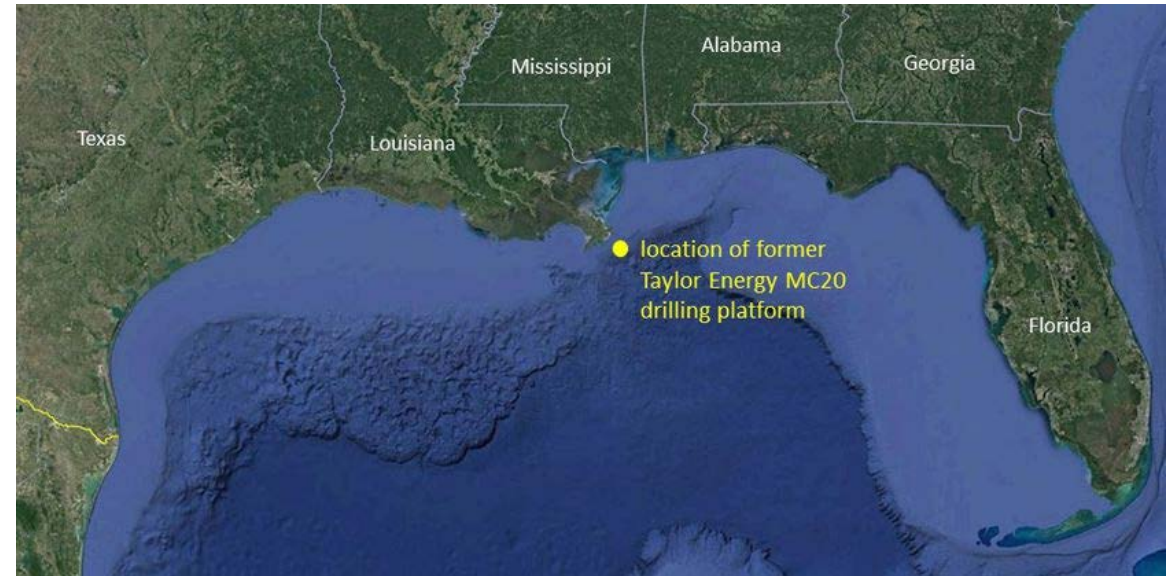 Alabama
Georgia
Mississippi
Texas
Louisiana
location of former
Taylor Energy MC20
drilling platform
Florida